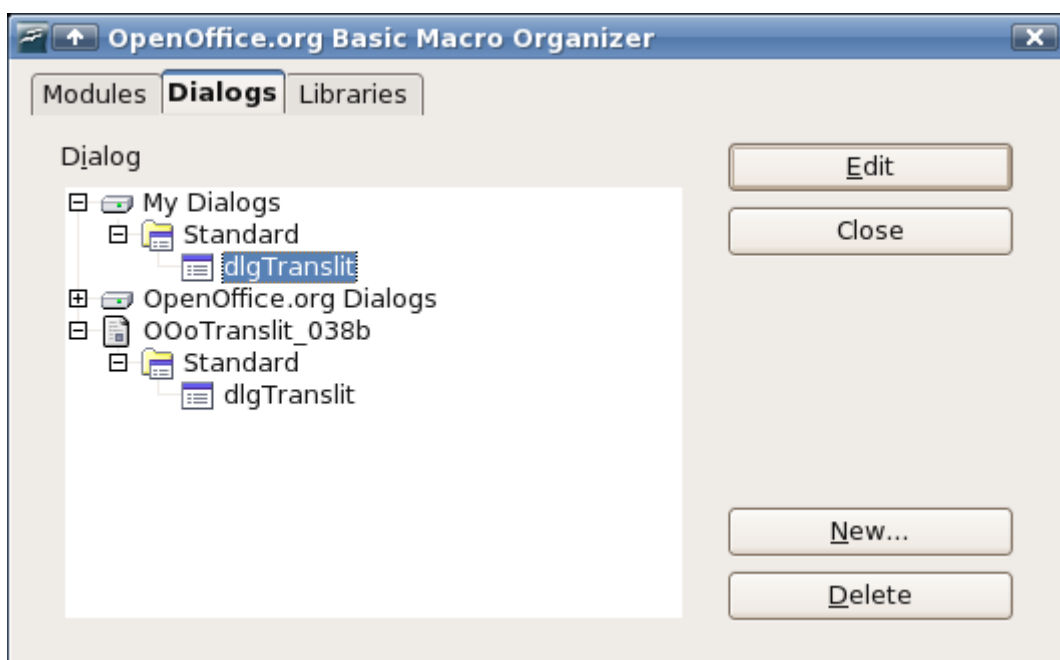 OpenOffice.org Basic Macro Organizer
Modules Dialogs Libraries
Dialog
Edit
My Dialogs
Standard
Close
dlgTranslit
OpenOffice.org Dialogs
OOoTranslit_038b
Standard
dlgTranslit
New...
Delete